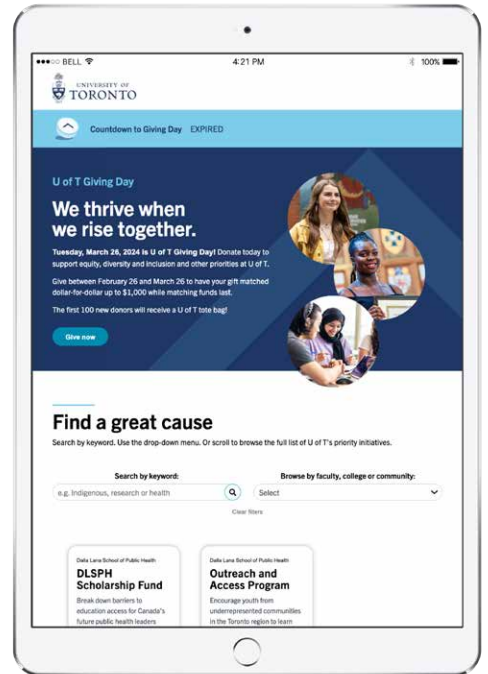 BELL 4:21 PM 100%
UNIVERSITY OF
TORONTO
Countdown to Giving Day EXPIRED
U of T Giving Day
We thrive when
we rise together.
Tuesday, March 26, 2024 is U of T Giving Day! Donate today to
support equity, diversity and inclusion and other priorities at U of T.
Give between February 26 and March 26 to have your gift matched
dollar-for-dollar up to $1,000 while matching funds last.
The first 100 new donors will receive a U of T tote bag!
Give now
Find a great cause
Search by keyword. Use the drop-down menu. Or scroll to browse the full list of U of T's priority initiatives.
Search by keyword:
e.g. Indigenous, research or health
Browse by faculty, college or community:
Select
Clear filters
Dalla Lana School of Public Health
DLSPH
Scholarship Fund
Break down barriers to
education access for Canada's
future public health leaders
Dalla Lana School of Public Health
Outreach and
Access Program
Encourage youth from
underrepresented communities
in the Toronto region to learn